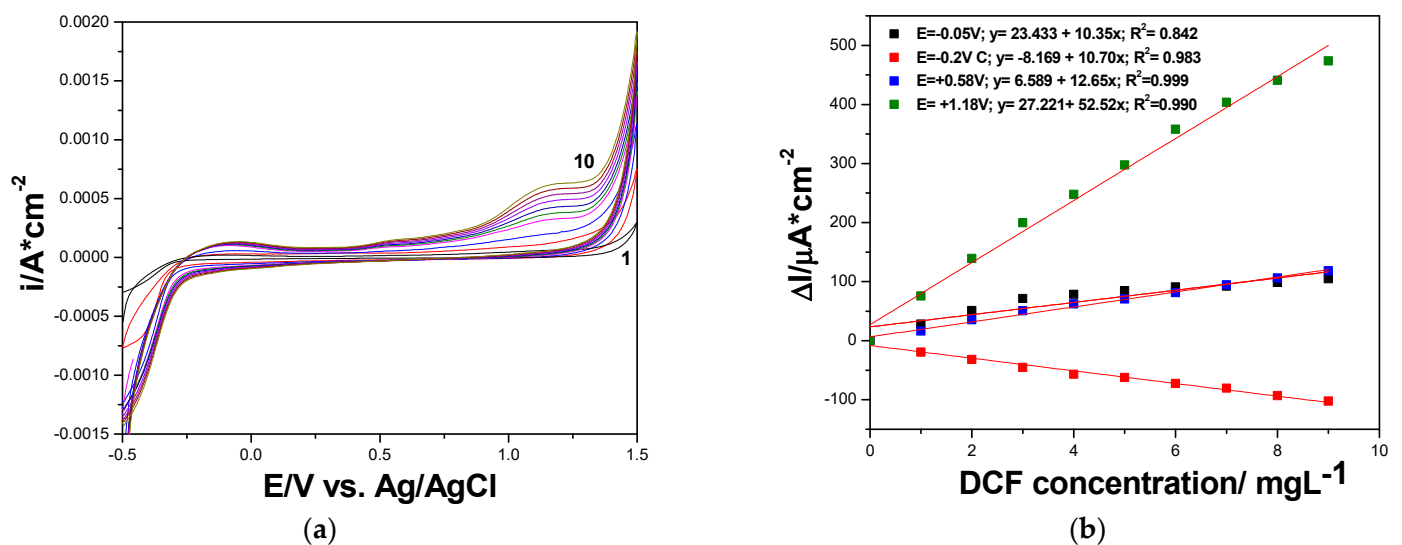 0.0020
0.0015
0.0010
0.0005
0.0000
-0.0005
-0.0010
-0.0015
i/A*cm-2
10
1
-0.5
0.0
0.5
1.0
1.5
E/V vs. Ag/AgCl
(a)
E=-0.05V; y= 23.433 + 10.35x; R2= 0.842
E=-0.2V C; y= -8.169 + 10.70x; R2= 0.983
E=+0.58V; y= 6.589 + 12.65x; R2=0.999
E= +1.18V; y= 27.221+ 52.52x; R2=0.990
500
400
300
200
100
0
-100
ΔI/μA*cm-2
0
2
4
6
8
10
DCF concentration/ mgL-1
(b)